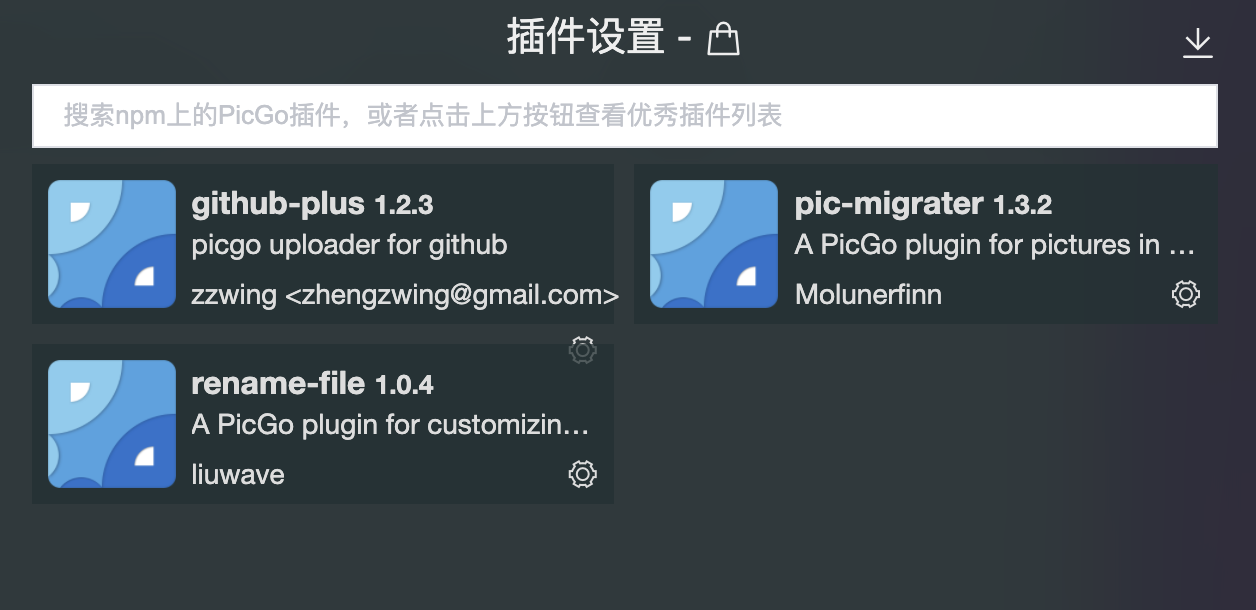 插件设置 -
搜索npm上的PicGo插件，或者点击上方按钮查看优秀插件列表
github-plus 1.2.3
picgo uploader for github
zzwing <zhengzwing@gmail.com>
pic-migrater 1.3.2
A PicGo plugin for pictures in ...
Molunerfinn
rename-file 1.0.4
A PicGo plugin for customizin...
liuwave